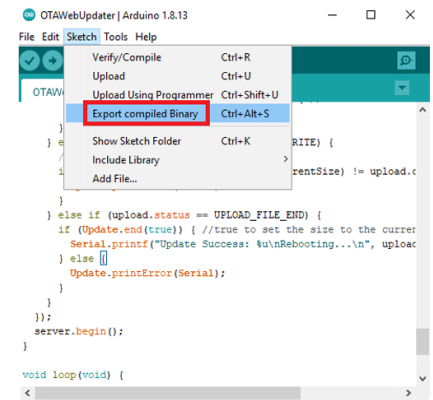 OTAWebUpdater | Arduino 1.8.13
File Edit Sketch Tools Help
Verify/Compile Ctrl+R
Upload Ctrl+U
Upload Using Programmer Ctrl+Shift+U
Export compiled Binary Ctrl+Alt+S
Show Sketch Folder Ctrl+K
Include Library >
Add File...
OTAW
}
} e RITE) {
/
i rentSize) != upload.c
}
} else if (upload.status == UPLOAD_FILE_END) {
if (Update.end(true)) { //true to set the size to the curren
Serial.printf("Update Success: %u\nRebooting...\n", upload
} else {
Update.printError(Serial);
}
}
});
server.begin();
}
void loop(void) {